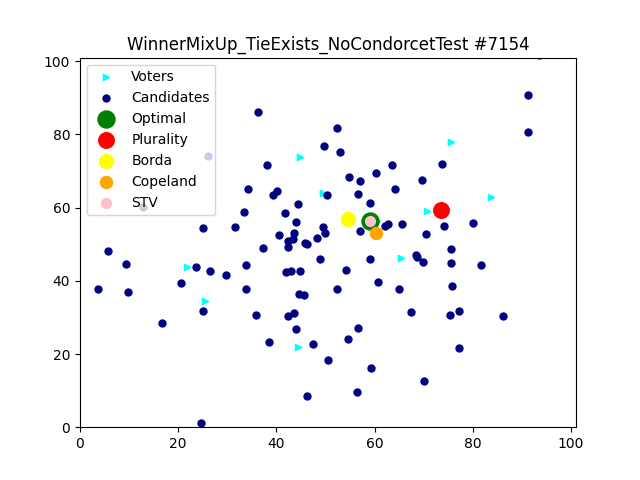 WinnerMixUp_TieExists_NoCondorcetTest #7154
100
80
60
40
20
0
Voters
Candidates
Optimal
Plurality
Borda
Copeland
STV
0 20 40 60 80 100